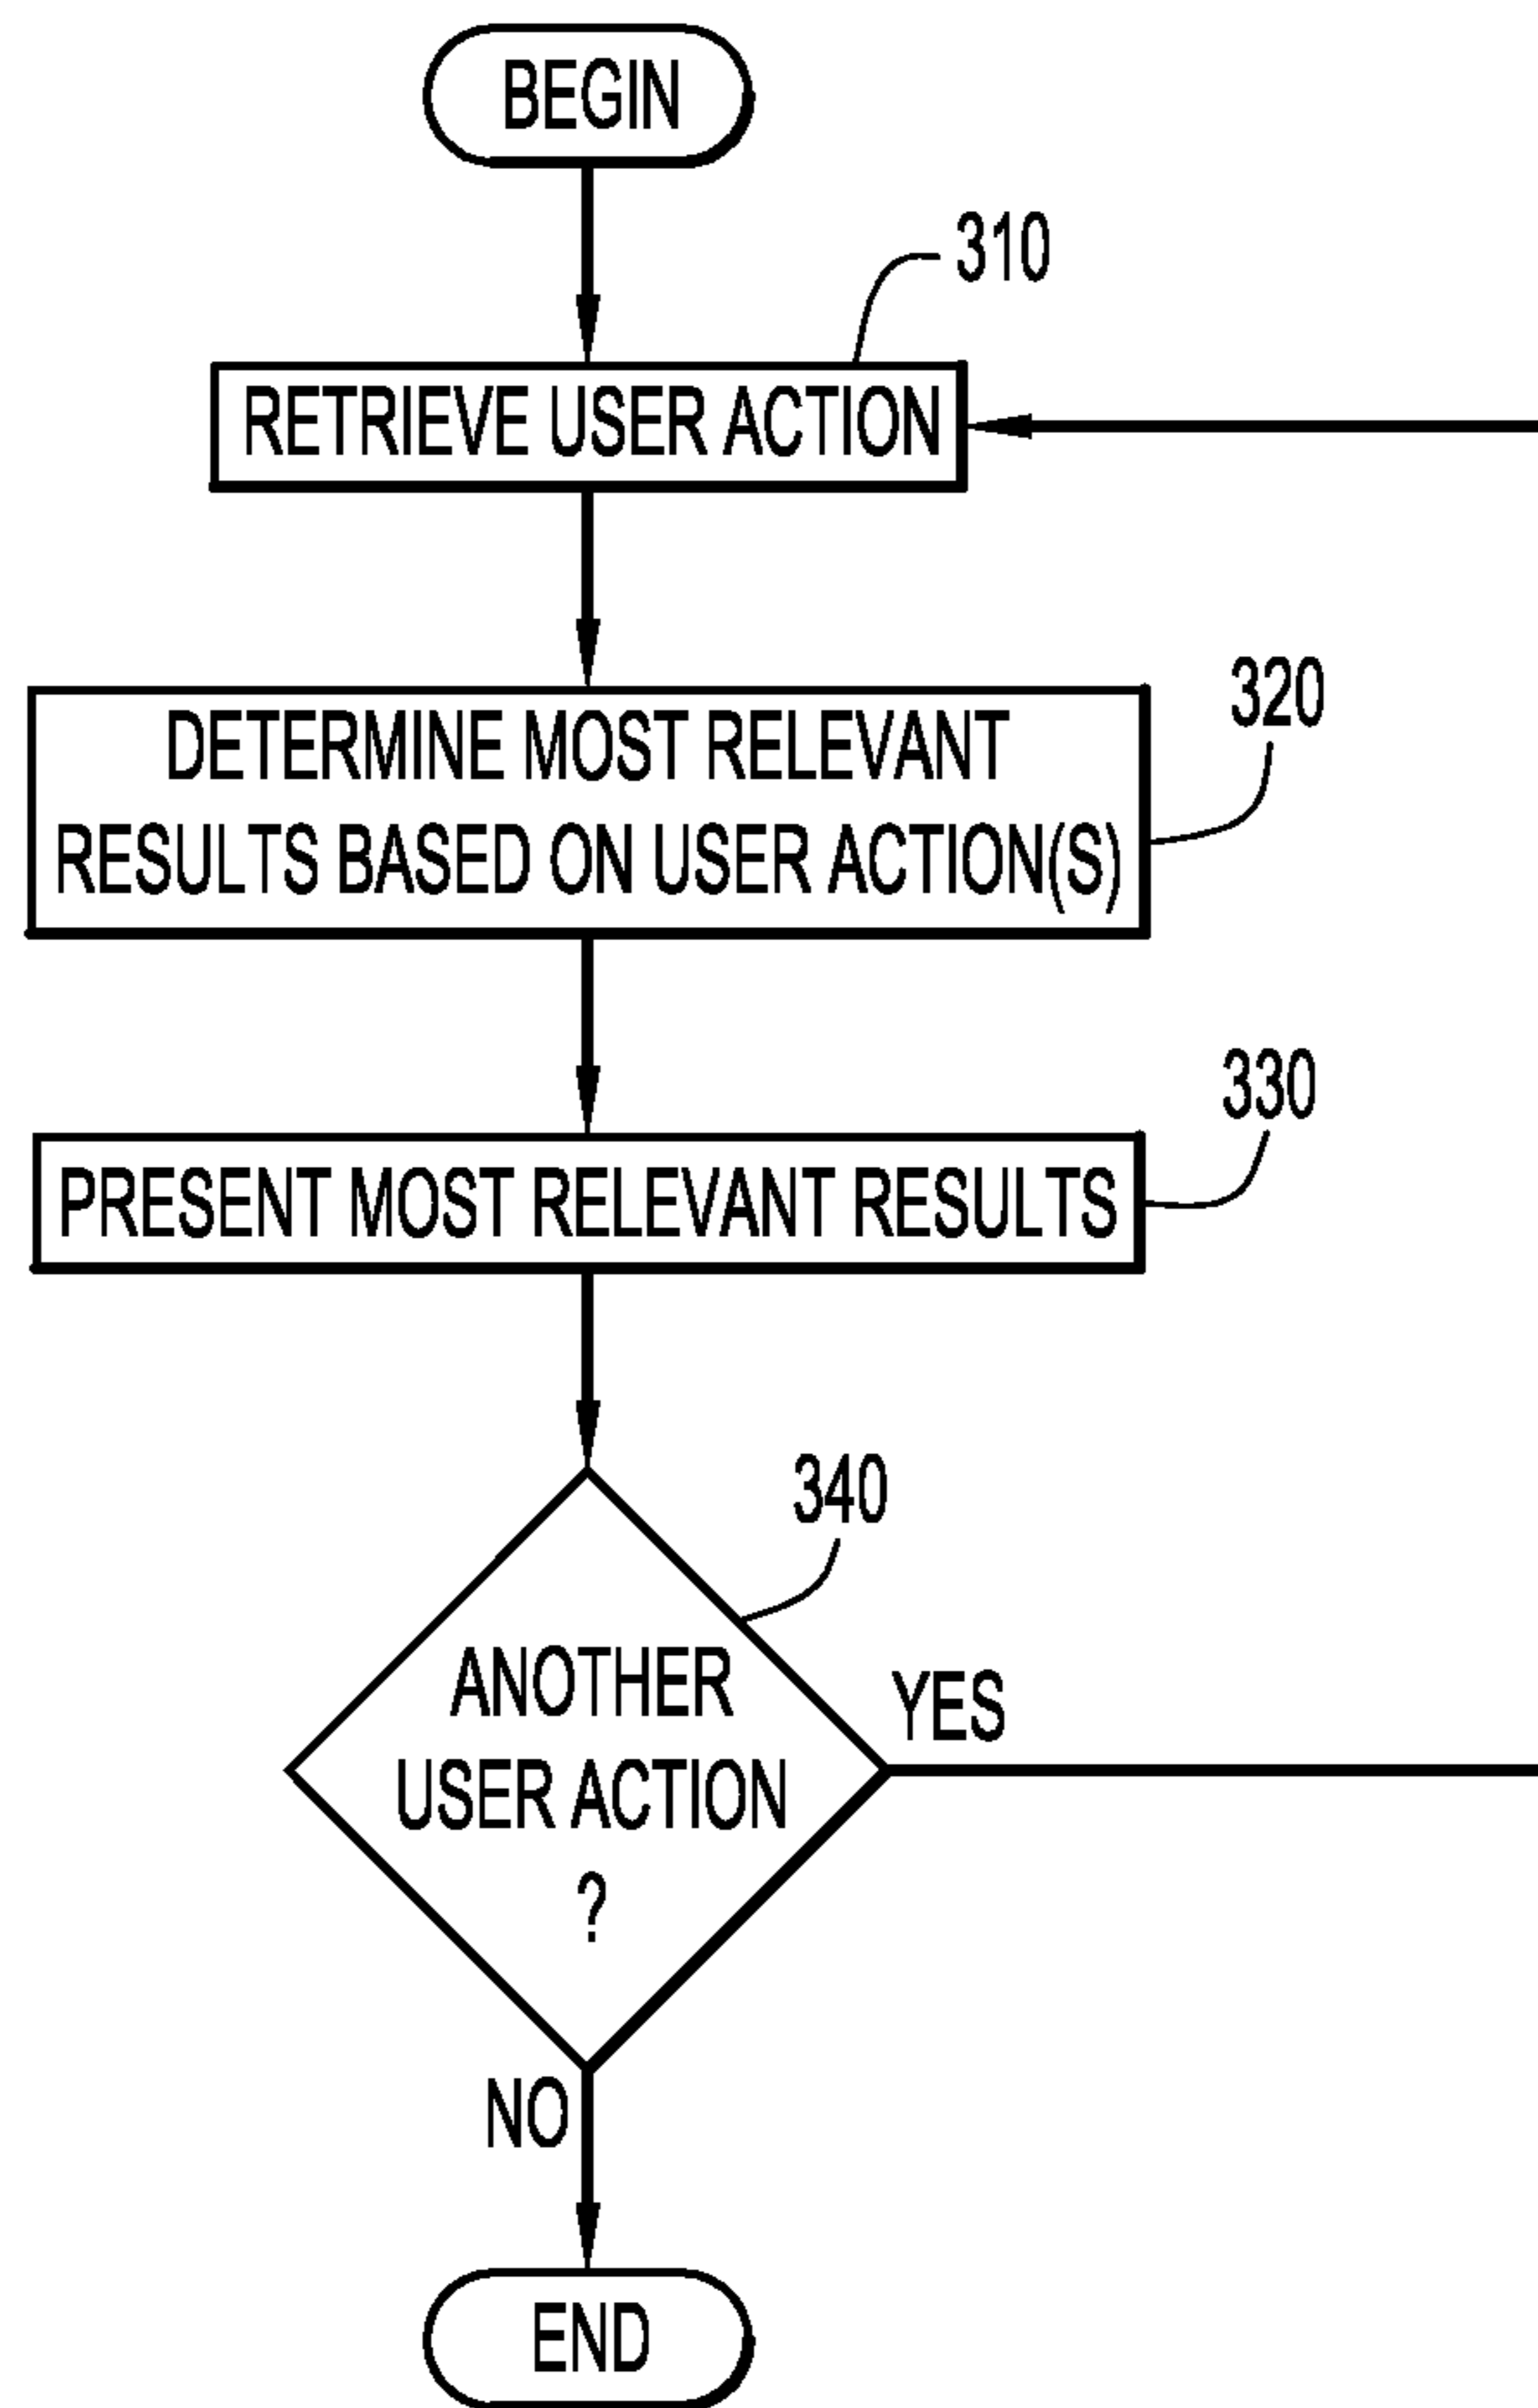 BEGIN
310
RETRIEVE USER ACTION
320
DETERMINE MOST RELEVANT
RESULTS BASED ON USER ACTION(S)
330
PRESENT MOST RELEVANT RESULTS
340
ANOTHER
USER ACTION
?
YES
NO
END